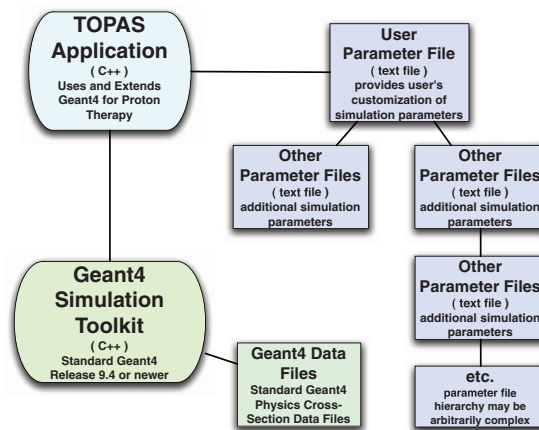 TOPAS
Application
( C++ )
Uses and Extends
Geant4 for Proton
Therapy
User
Parameter File
( text file )
provides user's
customization of
simulation parameters
Other
Parameter Files
( text file )
additional simulation
parameters
Other
Parameter Files
( text file )
additional simulation
parameters
Geant4
Simulation
Toolkit
( C++ )
Standard Geant4
Release 9.4 or newer
Other
Parameter Files
( text file )
additional simulation
parameters
Geant4 Data
Files
Standard Geant4
Physics Cross-
Section Data Files
etc.
parameter file
hierarchy may be
arbitrarily complex